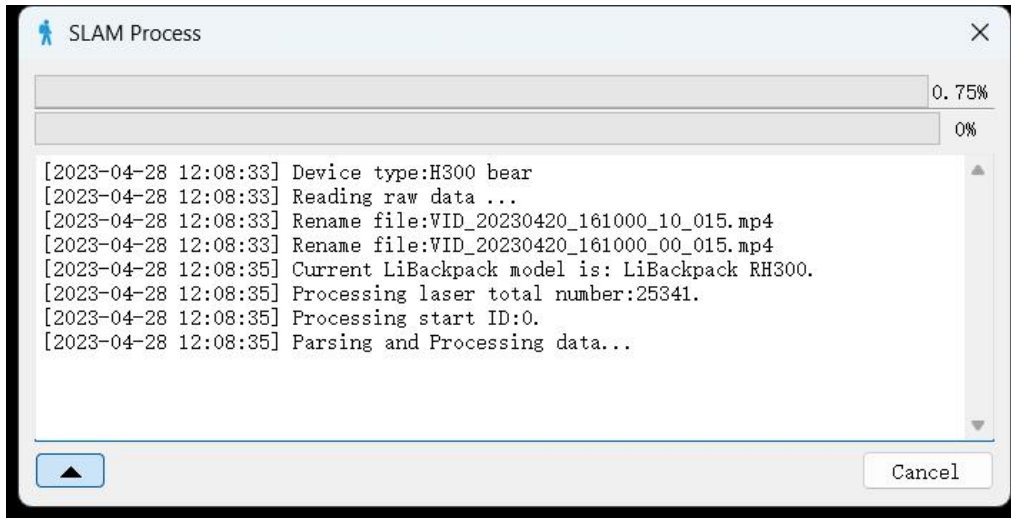 SLAM Process
0.75%
0%
[2023-04-28 12:08:33] Device type:H300 bear
[2023-04-28 12:08:33] Reading raw data ...
[2023-04-28 12:08:33] Rename file:VID_20230420_161000_10_015.mp4
[2023-04-28 12:08:33] Rename file:VID_20230420_161000_00_015.mp4
[2023-04-28 12:08:35] Current LiBackpack model is: LiBackpack RH300.
[2023-04-28 12:08:35] Processing laser total number:25341.
[2023-04-28 12:08:35] Processing start ID:0.
[2023-04-28 12:08:35] Parsing and Processing data...
Cancel